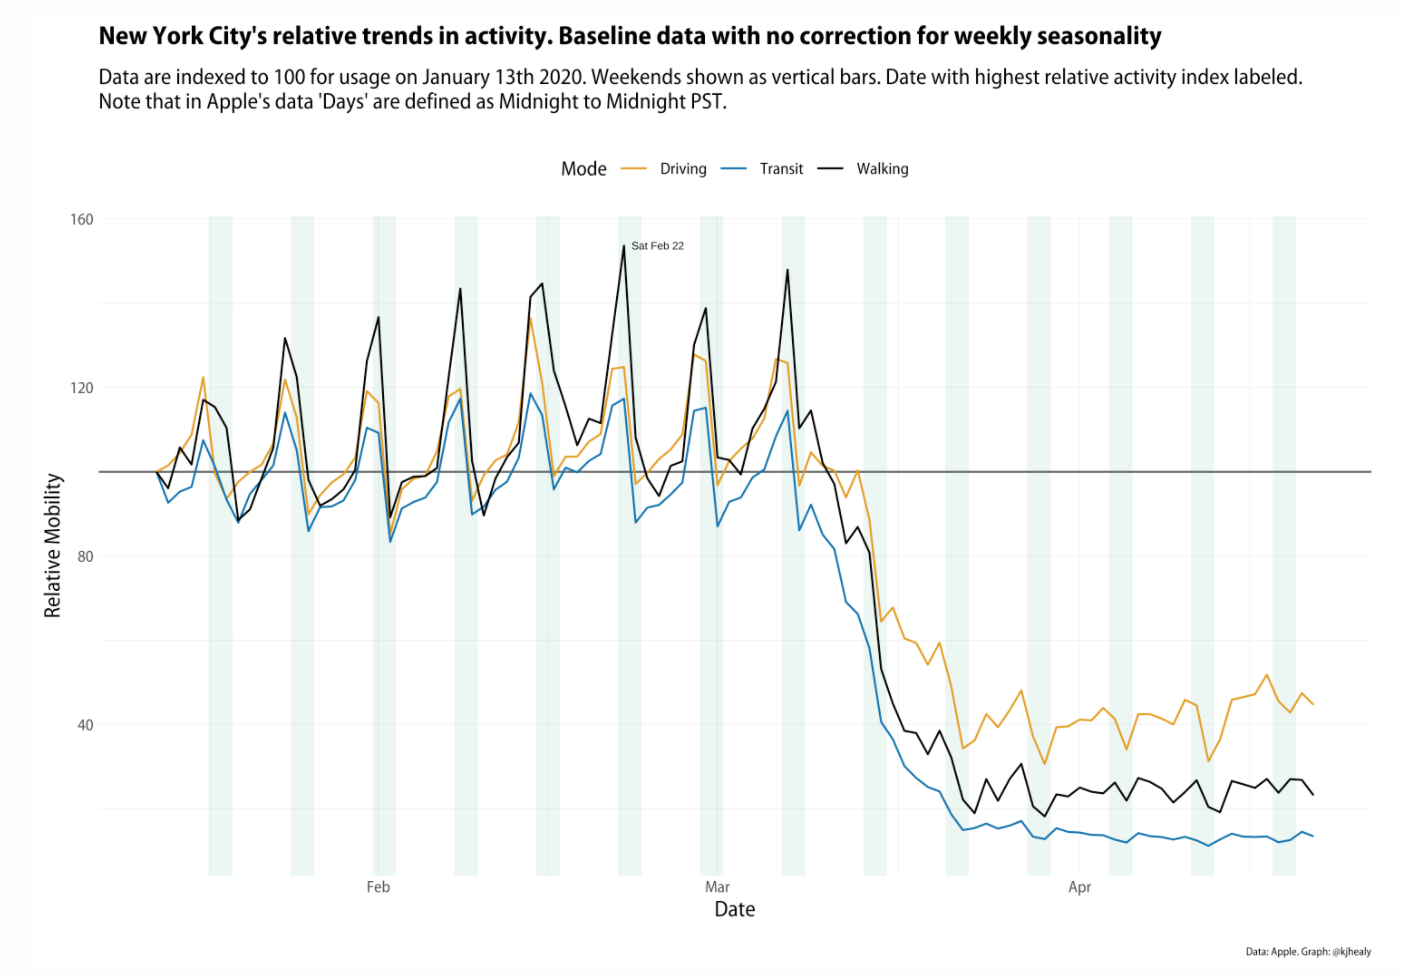 New York City's relative trends in activity. Baseline data with no correction for weekly seasonality
Data are indexed to 100 for usage on January 13th 2020. Weekends shown as vertical bars. Date with highest relative activity index labeled.
Note that in Apple's data 'Days' are defined as Midnight to Midnight PST.
Mode Driving Transit Walking
160
Sat Feb 22
120
80
40
Relative Mobility
Feb Mar Apr
Date
Data: Apple. Graph: @kjhealy